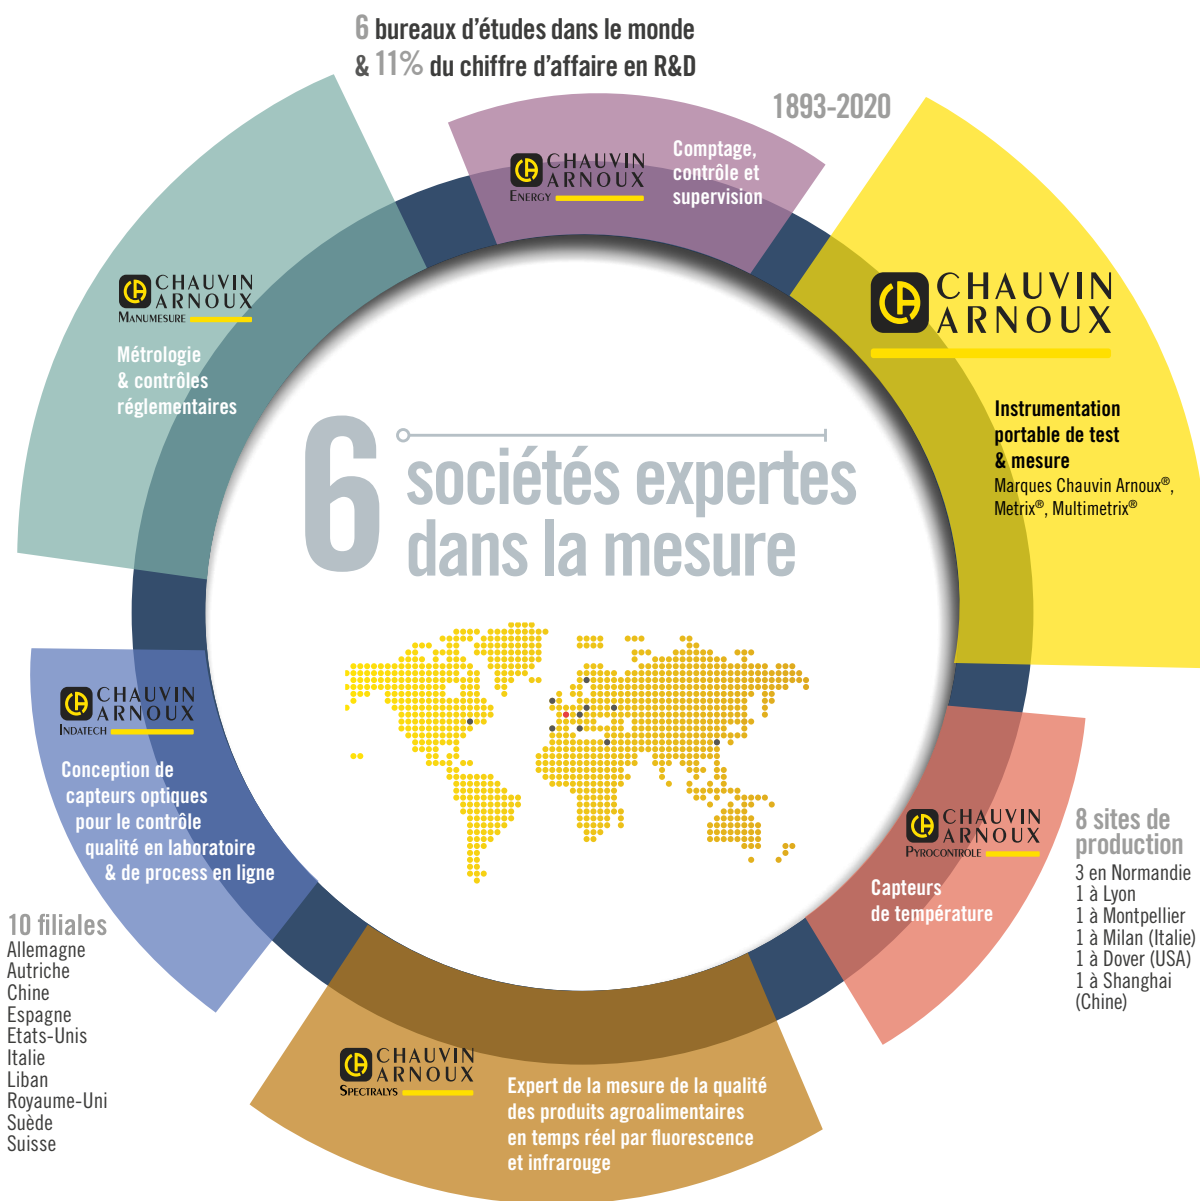 6 bureaux d’études dans le monde
& 11% du chiffre d’affaire en R&D
1893-2020
CHAUVIN
ARNOUX
ENERGY
Comptage,
contrôle et
supervision
CHAUVIN
ARNOUX
Instrumentation
portable de test
& mesure
Marques Chauvin Arnoux®,
Metrix®, Multimetrix®
CHAUVIN
ARNOUX
MANUMESURE
Métrologie
& contrôles
réglementaires
6 sociétés expertes
dans la mesure
CHAUVIN
ARNOUX
INDATECH
Conception de
capteurs optiques
pour le contrôle
qualité en laboratoire
& de process en ligne
CHAUVIN
ARNOUX
PYROCONTROLE
Capteurs
de température
8 sites de
production
3 en Normandie
1 à Lyon
1 à Montpellier
1 à Milan (Italie)
1 à Dover (USA)
1 à Shanghai
(Chine)
10 filiales
Allemagne
Autriche
Chine
Espagne
Etats-Unis
Italie
Liban
Royaume-Uni
Suède
Suisse
CHAUVIN
ARNOUX
SPECTRALYS
Expert de la mesure de la qualité
des produits agroalimentaires
en temps réel par fluorescence
et infrarouge